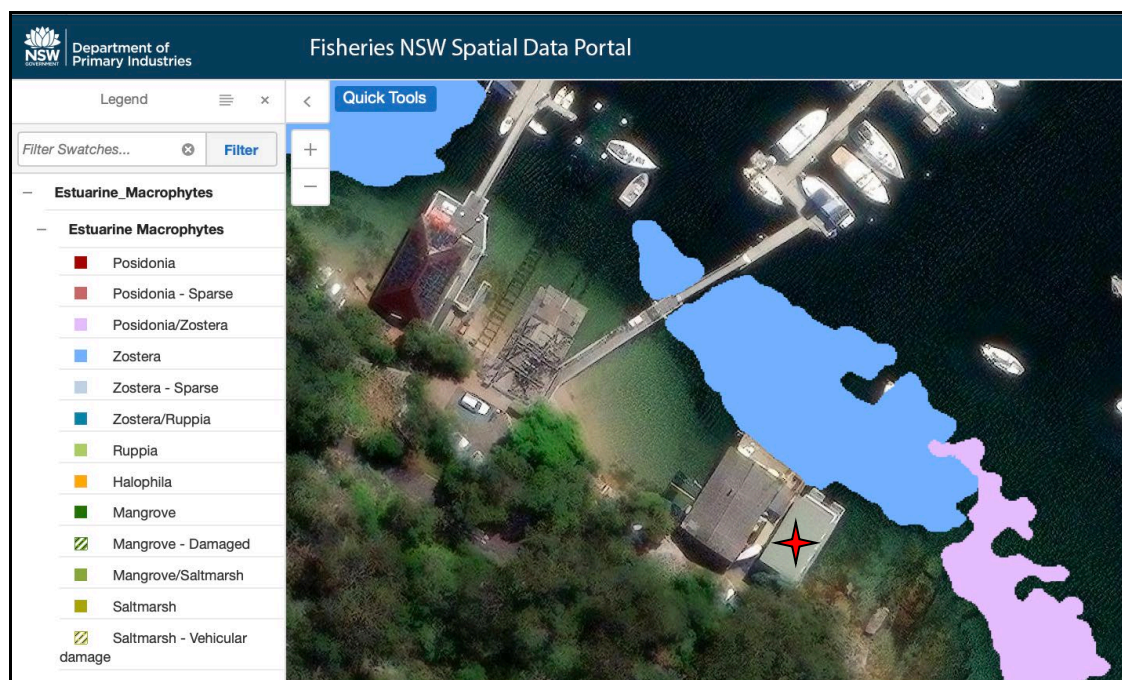 NSW
GOVERNMENT
Department of
Primary Industries
Fisheries NSW Spatial Data Portal
Legend
Quick Tools
Filter Swatches...
Filter
Estuarine_Macrophytes
Estuarine Macrophytes
Posidonia
Posidonia - Sparse
Posidonia/Zostera
Zostera
Zostera - Sparse
Zostera/Ruppia
Ruppia
Halophila
Mangrove
Mangrove - Damaged
Mangrove/Saltmarsh
Saltmarsh
Saltmarsh - Vehicular
damage